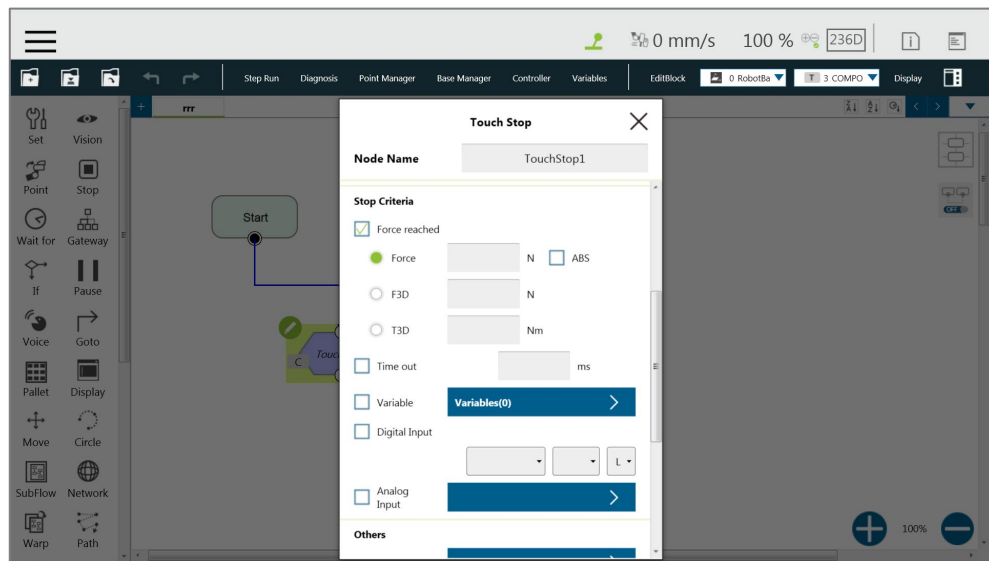 0 mm/s 100 % 236D
Step Run Diagnosis Point Manager Base Manager Controller Variables EditBlock 0 RobotBa T 3 COMPO Display
+ rrr
Set Vision
Point Stop
Wait for Gateway
If Pause
Voice Goto
Pallet Display
Move Circle
SubFlow Network
Warp Path
Start
C Touc
Touch Stop
Node Name TouchStop1
Stop Criteria
Force reached
Force N ABS
F3D N
T3D Nm
Time out ms
Variable Variables(0)
Digital Input
L
Analog
Input
Others
OFF
100%